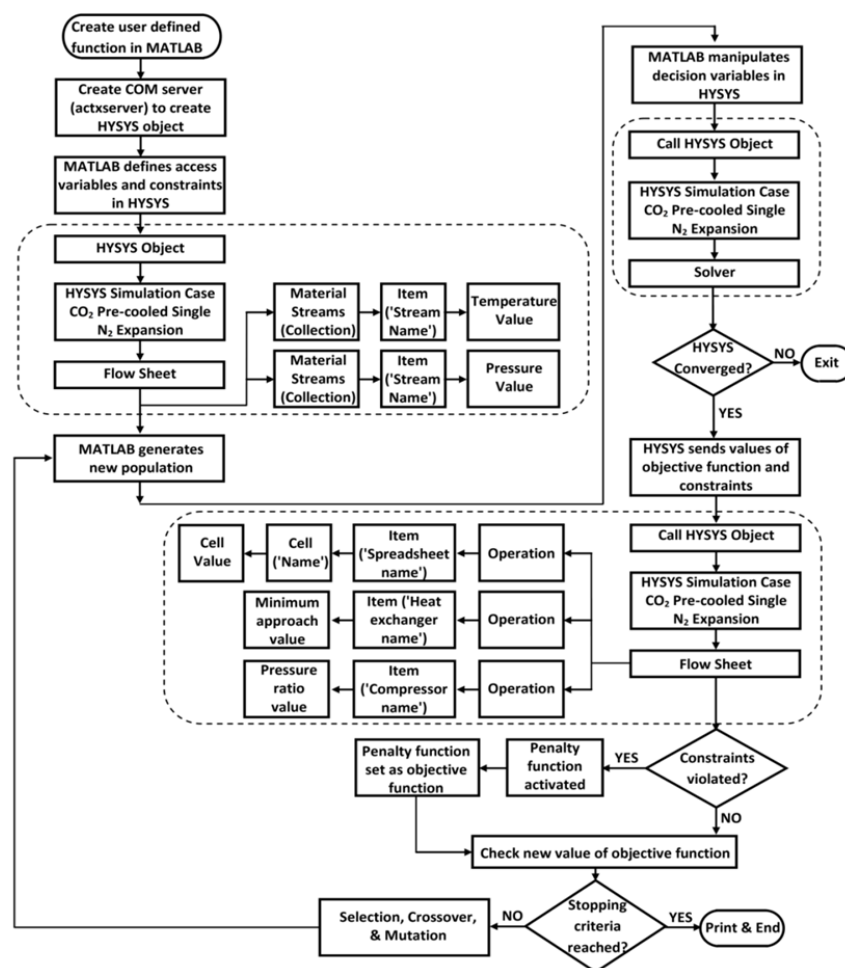 Create user defined
function in MATLAB
Create COM server
(actxserver) to create
HYSYS object
MATLAB defines access
variables and constraints
in HYSYS
HYSYS Object
HYSYS Simulation Case
CO₂ Pre-cooled Single
N₂ Expansion
Flow Sheet
Material
Streams
(Collection)
Item
('Stream
Name')
Temperature
Value
Material
Streams
(Collection)
Item
('Stream
Name')
Pressure
Value
MATLAB generates
new population
MATLAB manipulates
decision variables in
HYSYS
Call HYSYS Object
HYSYS Simulation Case
CO₂ Pre-cooled Single
N₂ Expansion
Solver
HYSYS
Converged?
NO
Exit
YES
HYSYS sends values of
objective function and
constraints
Call HYSYS Object
HYSYS Simulation Case
CO₂ Pre-cooled Single
N₂ Expansion
Flow Sheet
Operation
Item
('Spreadsheet
name')
Cell
('Name')
Cell
Value
Operation
Item ('Heat
exchanger
name')
Minimum
approach
value
Operation
Item
('Compressor
name')
Pressure
ratio
value
Constraints
violated?
YES
Penalty
function
activated
Penalty function
set as objective
function
NO
Check new value of objective function
Stopping
criteria
reached?
YES
Print & End
NO
Selection, Crossover,
& Mutation